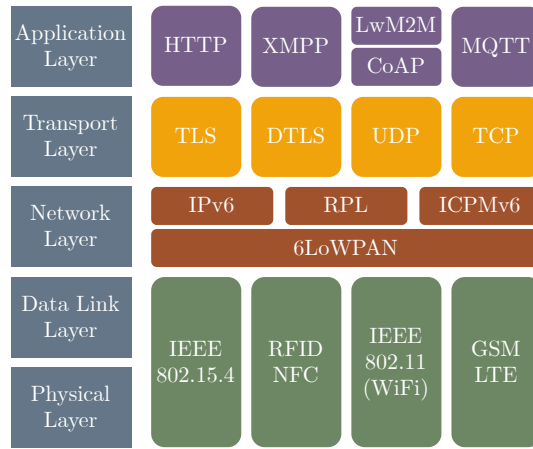 Application
Layer
HTTP
XMPP
LwM2M
CoAP
MQTT
Transport
Layer
TLS
DTLS
UDP
TCP
Network
Layer
IPv6
RPL
ICPMv6
6LoWPAN
Data Link
Layer
Physical
Layer
IEEE
802.15.4
RFID
NFC
IEEE
802.11
(WiFi)
GSM
LTE